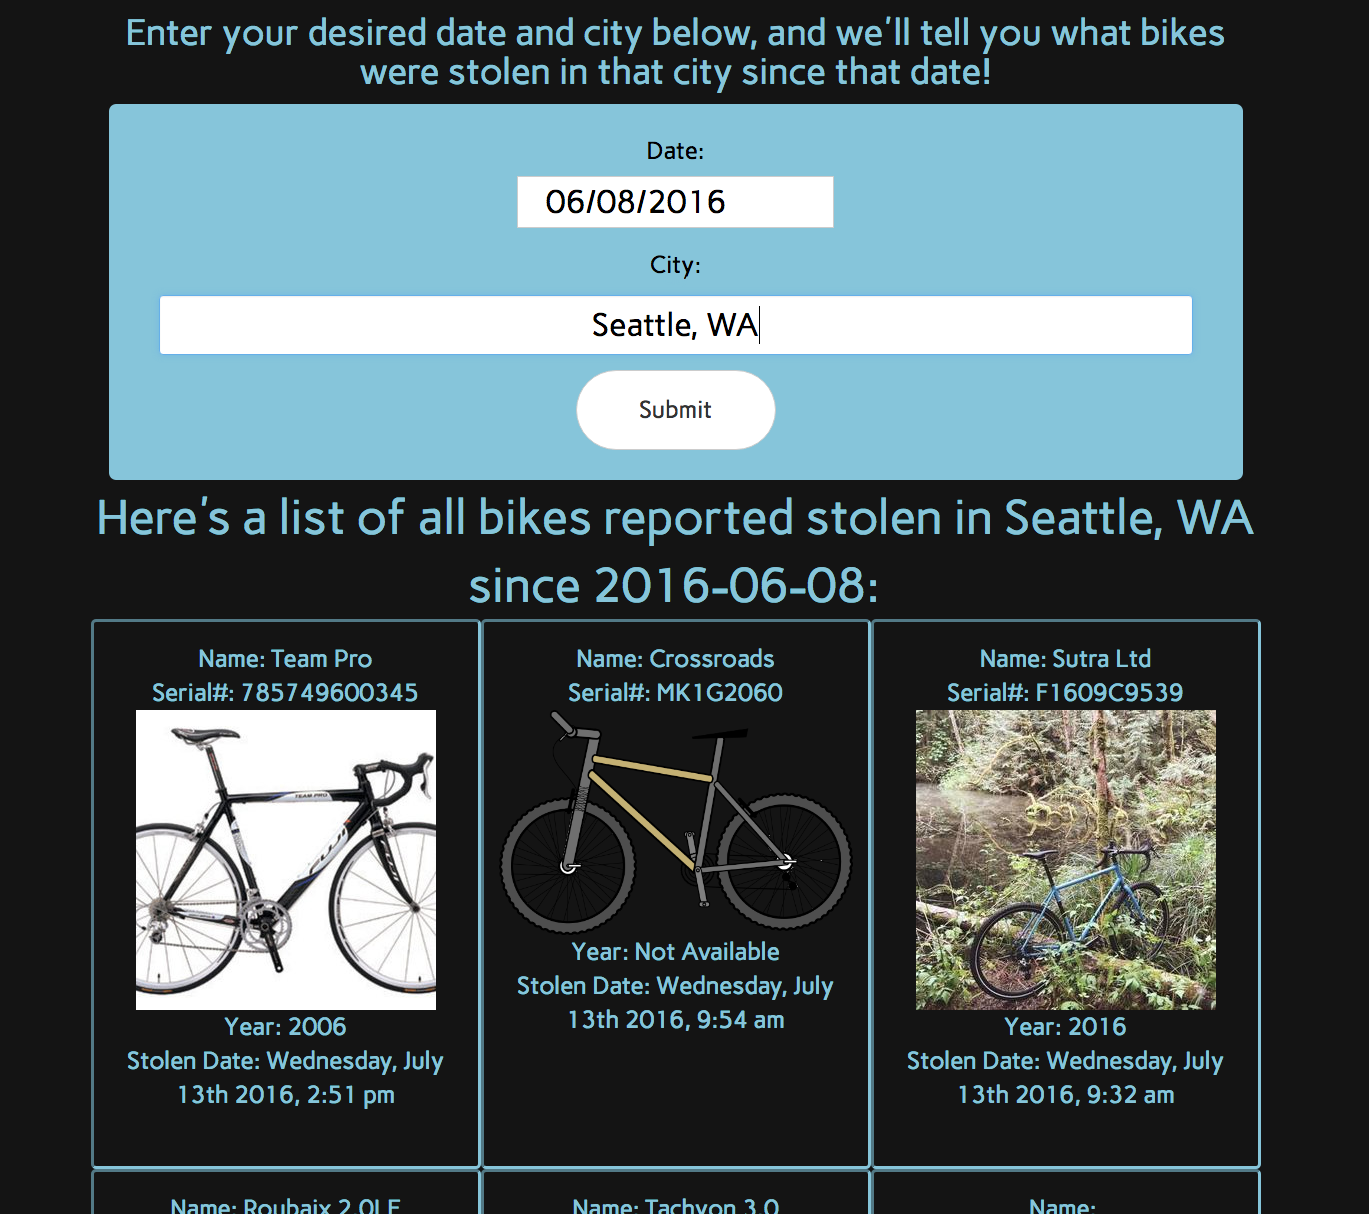 Enter your desired date and city below, and we'll tell you what bikes
were stolen in that city since that date!
Date:
06/08/2016
City:
Seattle, WA
Submit
Here's a list of all bikes reported stolen in Seattle, WA
since 2016-06-08:
Name: Team Pro
Serial#: 785749600345
TEAM PRO
Year: 2006
Stolen Date: Wednesday, July
13th 2016, 2:51 pm
Name: Crossroads
Serial#: MK1G2060
Year: Not Available
Stolen Date: Wednesday, July
13th 2016, 9:54 am
Name: Sutra Ltd
Serial#: F1609C9539
Year: 2016
Stolen Date: Wednesday, July
13th 2016, 9:32 am
Name: Roubaix 2.0LE
Name: Tachyon 3.0
Name: